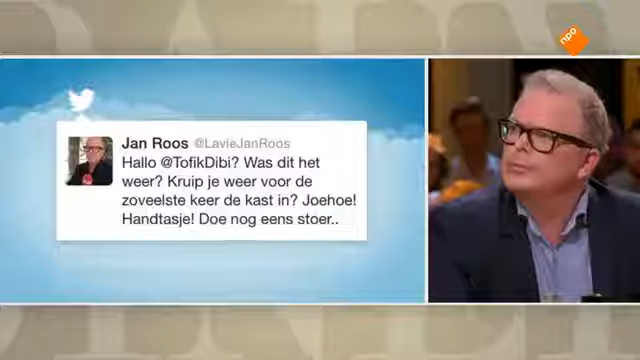 npo
Jan Roos @LavieJanRoos
Hallo @TofikDibi? Was dit het
weer? Kruip je weer voor de
zoveelste keer de kast in? Joehoe!
Handtasje! Doe nog eens stoer..